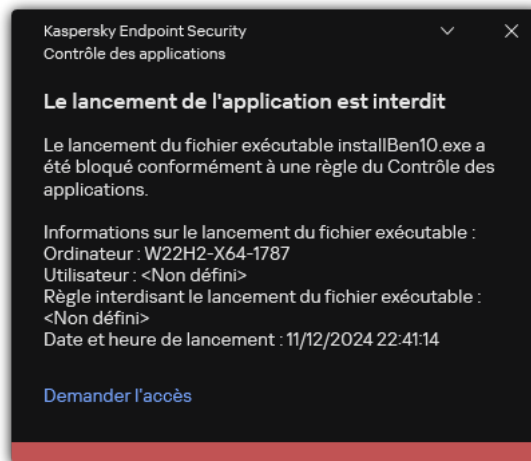 Kaspersky Endpoint Security
Contrôle des applications
Le lancement de l'application est interdit
Le lancement du fichier exécutable installBen10.exe a
été bloqué conformément à une règle du Contrôle des
applications.
Informations sur le lancement du fichier exécutable :
Ordinateur : W22H2-X64-1787
Utilisateur : <Non défini>
Règle interdisant le lancement du fichier exécutable :
<Non défini>
Date et heure de lancement : 11/12/2024 22:41:14
Demander l'accès